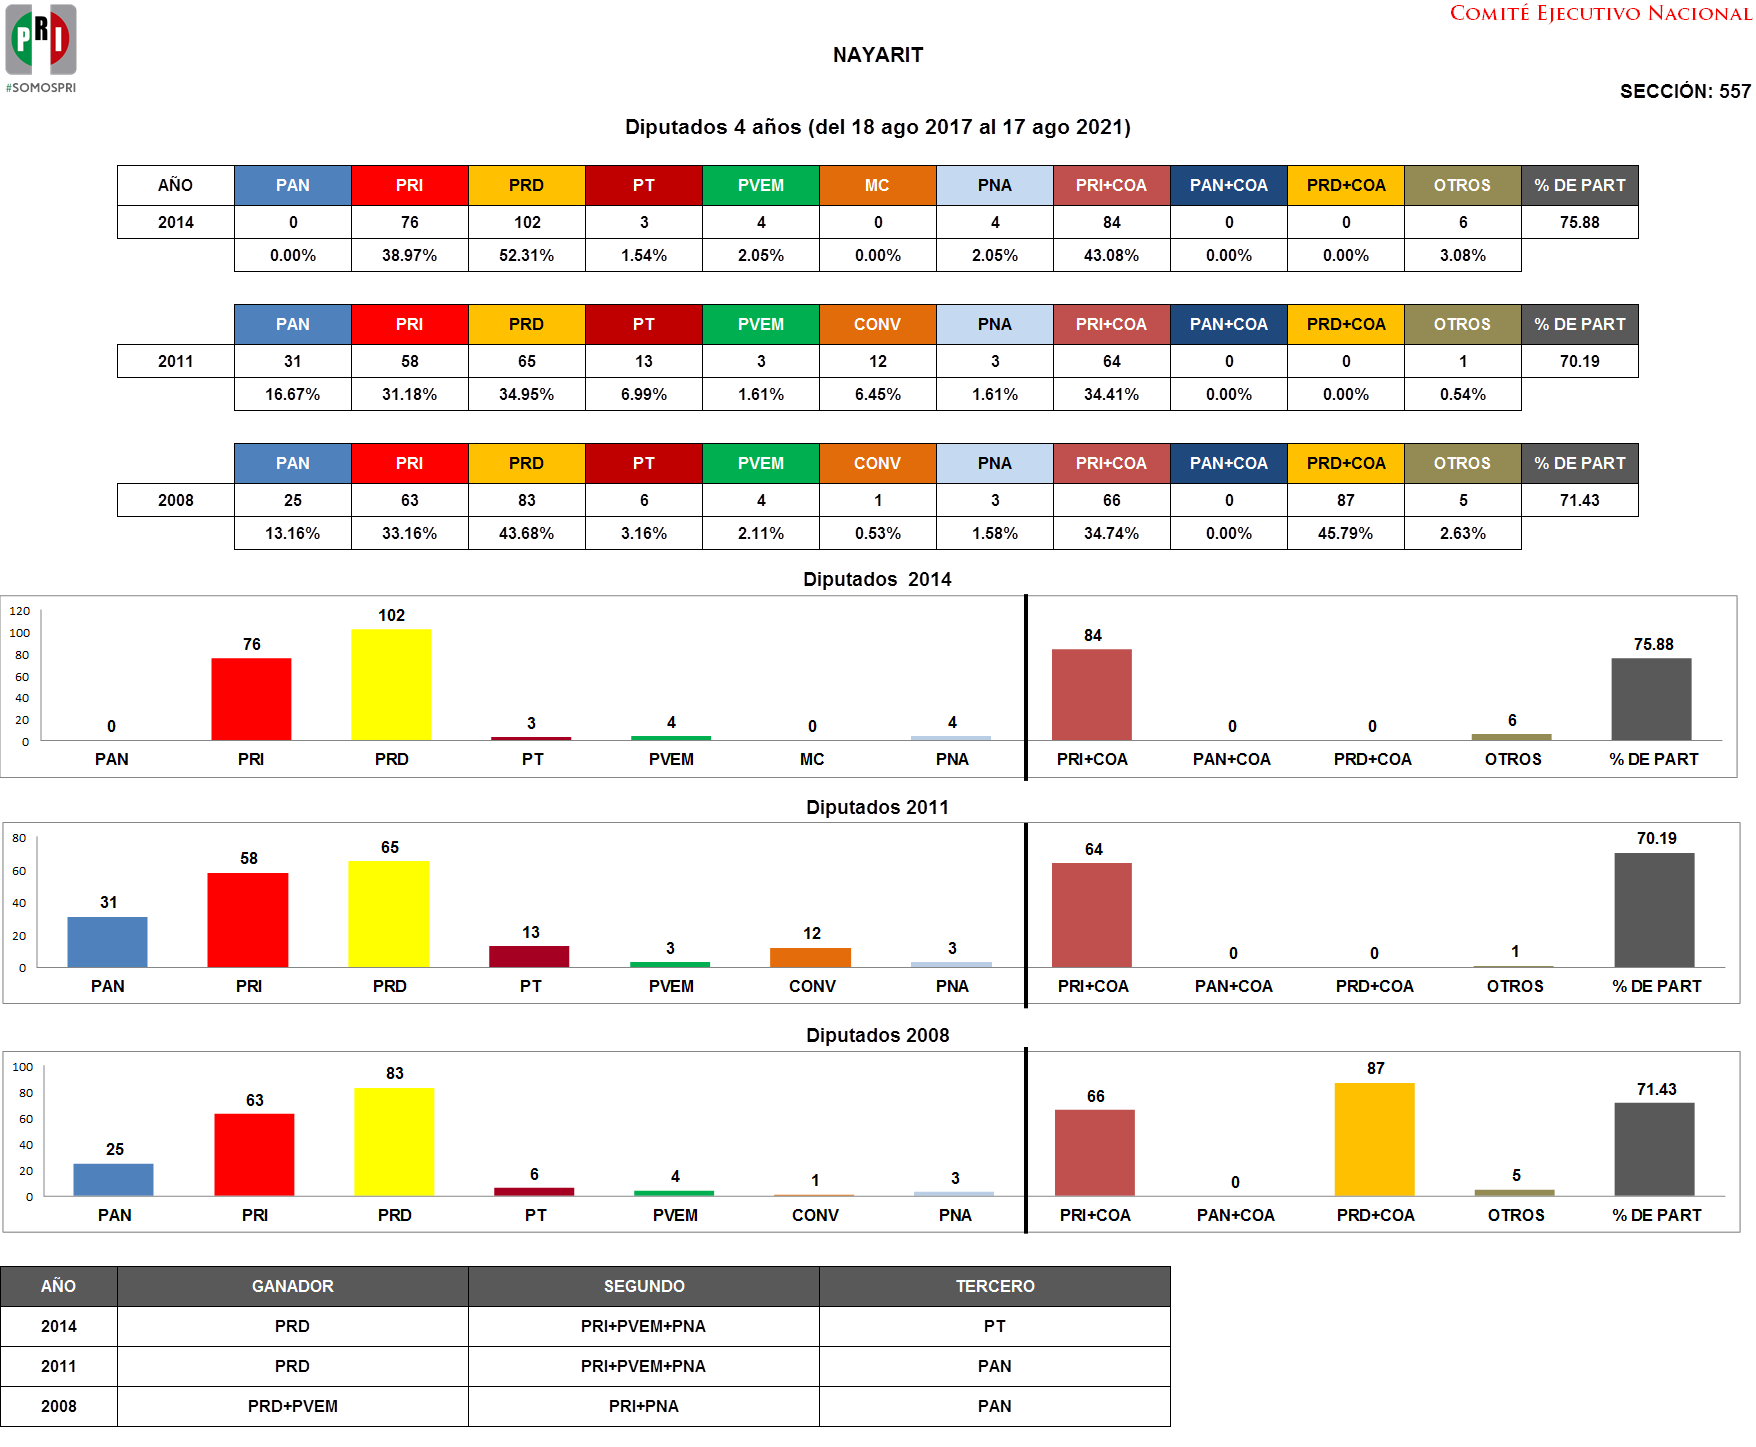 PRI
#SOMOSPRI
COMITÉ EJECUTIVO NACIONAL
NAYARIT
SECCIÓN: 557
Diputados 4 años (del 18 ago 2017 al 17 ago 2021)
AÑO PAN PRI PRD PT PVEM MC PNA PRI+COA PAN+COA PRD+COA OTROS % DE PART
2014 0 76 102 3 4 0 4 84 0 0 6 75.88
0.00% 38.97% 52.31% 1.54% 2.05% 0.00% 2.05% 43.08% 0.00% 0.00% 3.08%
PAN PRI PRD PT PVEM CONV PNA PRI+COA PAN+COA PRD+COA OTROS % DE PART
2011 31 58 65 13 3 12 3 64 0 0 1 70.19
16.67% 31.18% 34.95% 6.99% 1.61% 6.45% 1.61% 34.41% 0.00% 0.00% 0.54%
PAN PRI PRD PT PVEM CONV PNA PRI+COA PAN+COA PRD+COA OTROS % DE PART
2008 25 63 83 6 4 1 3 66 0 87 5 71.43
13.16% 33.16% 43.68% 3.16% 2.11% 0.53% 1.58% 34.74% 0.00% 45.79% 2.63%
Diputados 2014
120
100
80
60
40
20
0
0 76 102 3 4 0 4 84 0 0 6 75.88
PAN PRI PRD PT PVEM MC PNA PRI+COA PAN+COA PRD+COA OTROS % DE PART
Diputados 2011
80
60
40
20
0
31 58 65 13 3 12 3 64 0 0 1 70.19
PAN PRI PRD PT PVEM CONV PNA PRI+COA PAN+COA PRD+COA OTROS % DE PART
Diputados 2008
100
80
60
40
20
0
25 63 83 6 4 1 3 66 0 87 5 71.43
PAN PRI PRD PT PVEM CONV PNA PRI+COA PAN+COA PRD+COA OTROS % DE PART
AÑO GANADOR SEGUNDO TERCERO
2014 PRD PRI+PVEM+PNA PT
2011 PRD PRI+PVEM+PNA PAN
2008 PRD+PVEM PRI+PNA PAN